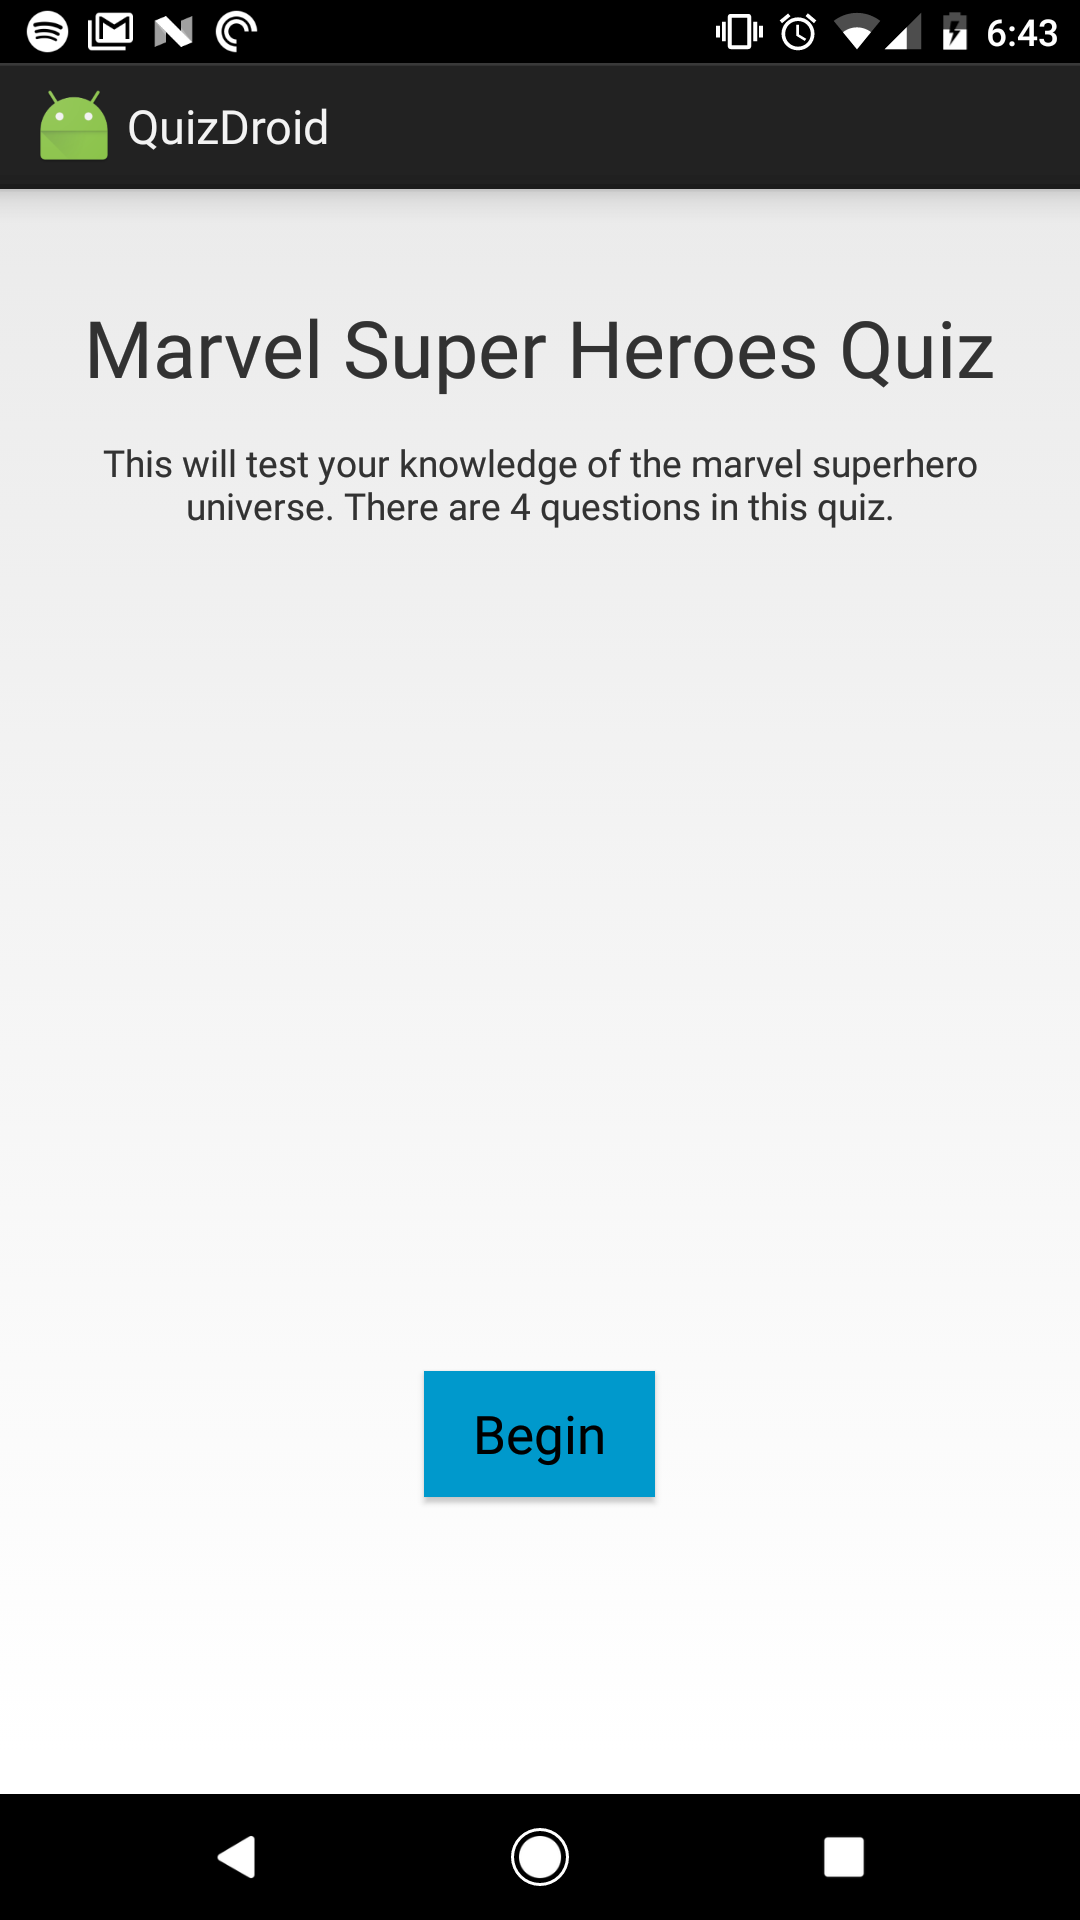 6:43
QuizDroid
Marvel Super Heroes Quiz
This will test your knowledge of the marvel superhero
universe. There are 4 questions in this quiz.
Begin